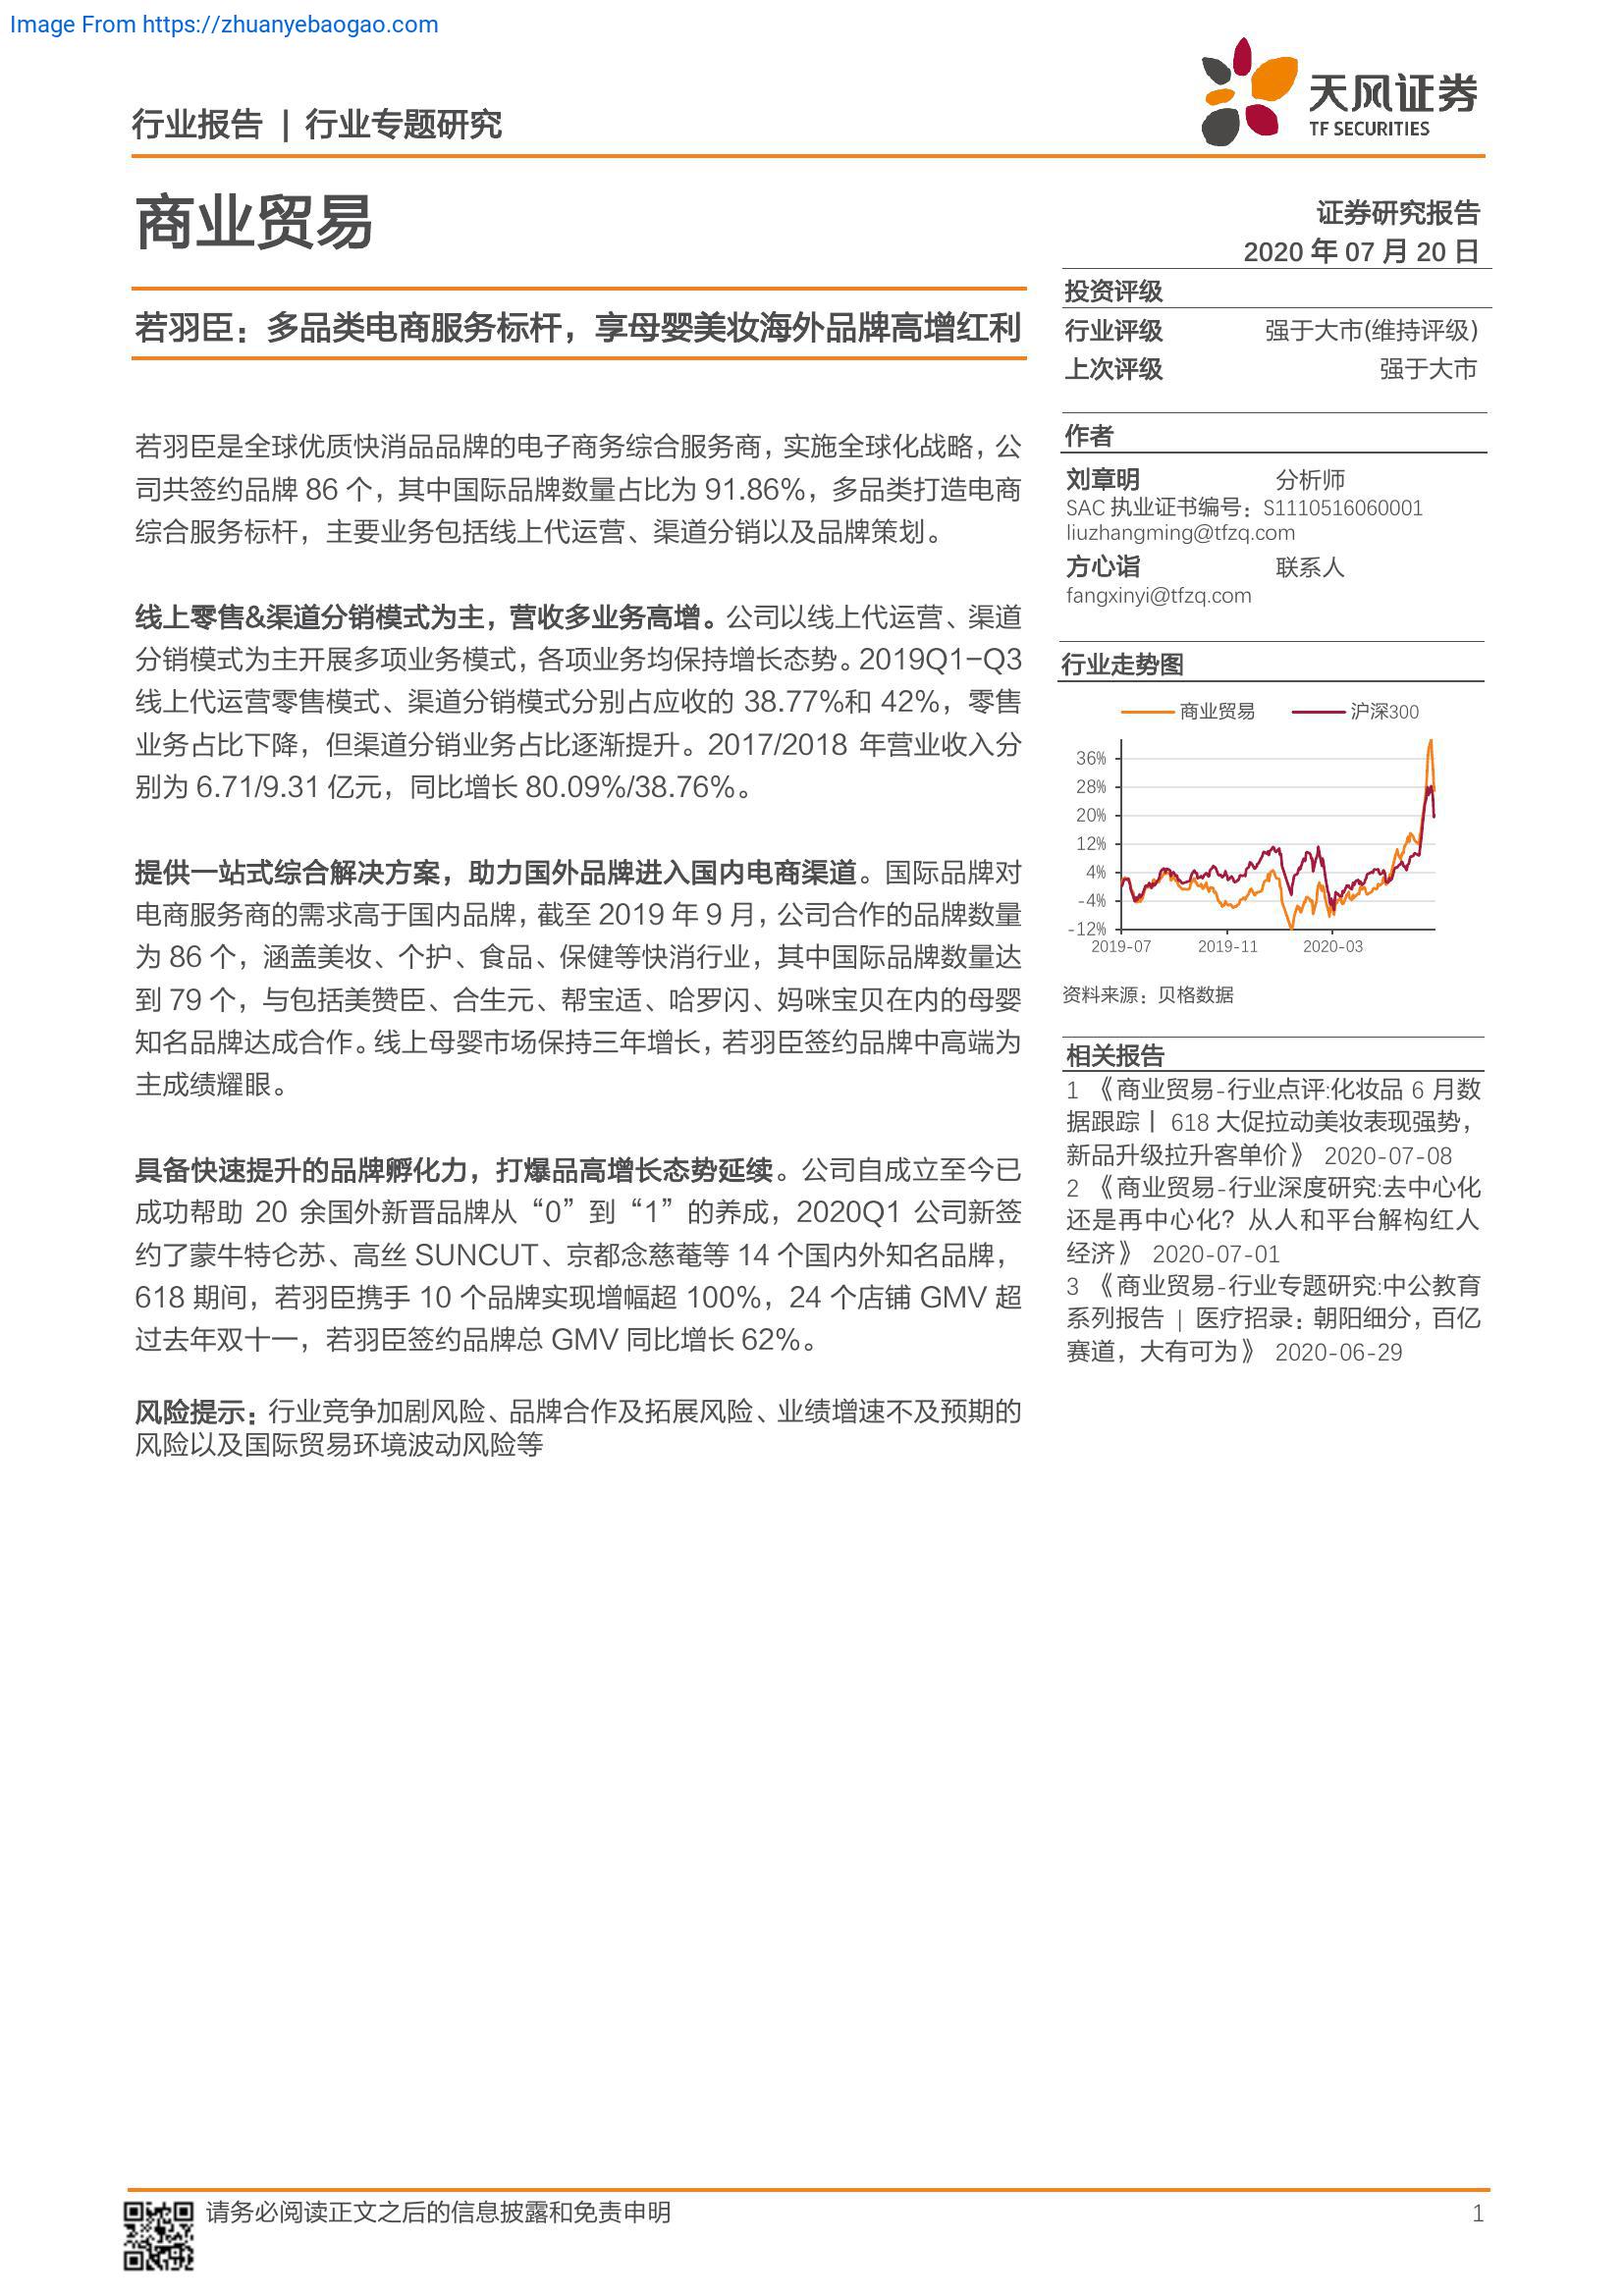 Image From https://zhuanyebaogao.com
行业报告 | 行业专题研究
天风证券
TF SECURITIES
商业贸易
证券研究报告
2020 年 07 月 20 日
若羽臣：多品类电商服务标杆，享母婴美妆海外品牌高增红利
若羽臣是全球优质快消品品牌的电子商务综合服务商，实施全球化战略，公
司共签约品牌 86 个，其中国际品牌数量占比为 91.86%，多品类打造电商
综合服务标杆，主要业务包括线上代运营、渠道分销以及品牌策划。
线上零售&渠道分销模式为主，营收多业务高增。公司以线上代运营、渠道
分销模式为主开展多项业务模式，各项业务均保持增长态势。2019Q1-Q3
线上代运营零售模式、渠道分销模式分别占应收的 38.77%和 42%，零售
业务占比下降，但渠道分销业务占比逐渐提升。2017/2018 年营业收入分
别为 6.71/9.31 亿元，同比增长 80.09%/38.76%。
提供一站式综合解决方案，助力国外品牌进入国内电商渠道。国际品牌对
电商服务商的需求高于国内品牌，截至 2019 年 9 月，公司合作的品牌数量
为 86 个，涵盖美妆、个护、食品、保健等快消行业，其中国际品牌数量达
到 79 个，与包括美赞臣、合生元、帮宝适、哈罗闪、妈咪宝贝在内的母婴
知名品牌达成合作。线上母婴市场保持三年增长，若羽臣签约品牌中高端为
主成绩耀眼。
具备快速提升的品牌孵化力，打爆品高增长态势延续。公司自成立至今已
成功帮助 20 余国外新晋品牌从“0”到“1”的养成，2020Q1 公司新签
约了蒙牛特仑苏、高丝 SUNCUT、京都念慈菴等 14 个国内外知名品牌，
618 期间，若羽臣携手 10 个品牌实现增幅超 100%，24 个店铺 GMV 超
过去年双十一，若羽臣签约品牌总 GMV 同比增长 62%。
风险提示：行业竞争加剧风险、品牌合作及拓展风险、业绩增速不及预期的
风险以及国际贸易环境波动风险等
投资评级
行业评级 强于大市(维持评级)
上次评级 强于大市
作者
刘章明 分析师
SAC 执业证书编号：S1110516060001
liuzhangming@tfzq.com
方心诣 联系人
fangxinyi@tfzq.com
行业走势图
商业贸易 沪深300
36%
28%
20%
12%
4%
-4%
-12%
2019-07 2019-11 2020-03
资料来源：贝格数据
相关报告
1 《商业贸易-行业点评:化妆品 6 月数
据跟踪丨 618 大促拉动美妆表现强势，
新品升级拉升客单价》 2020-07-08
2 《商业贸易-行业深度研究:去中心化
还是再中心化？从人和平台解构红人
经济》 2020-07-01
3 《商业贸易-行业专题研究:中公教育
系列报告 | 医疗招录：朝阳细分，百亿
赛道，大有可为》 2020-06-29
请务必阅读正文之后的信息披露和免责申明
1